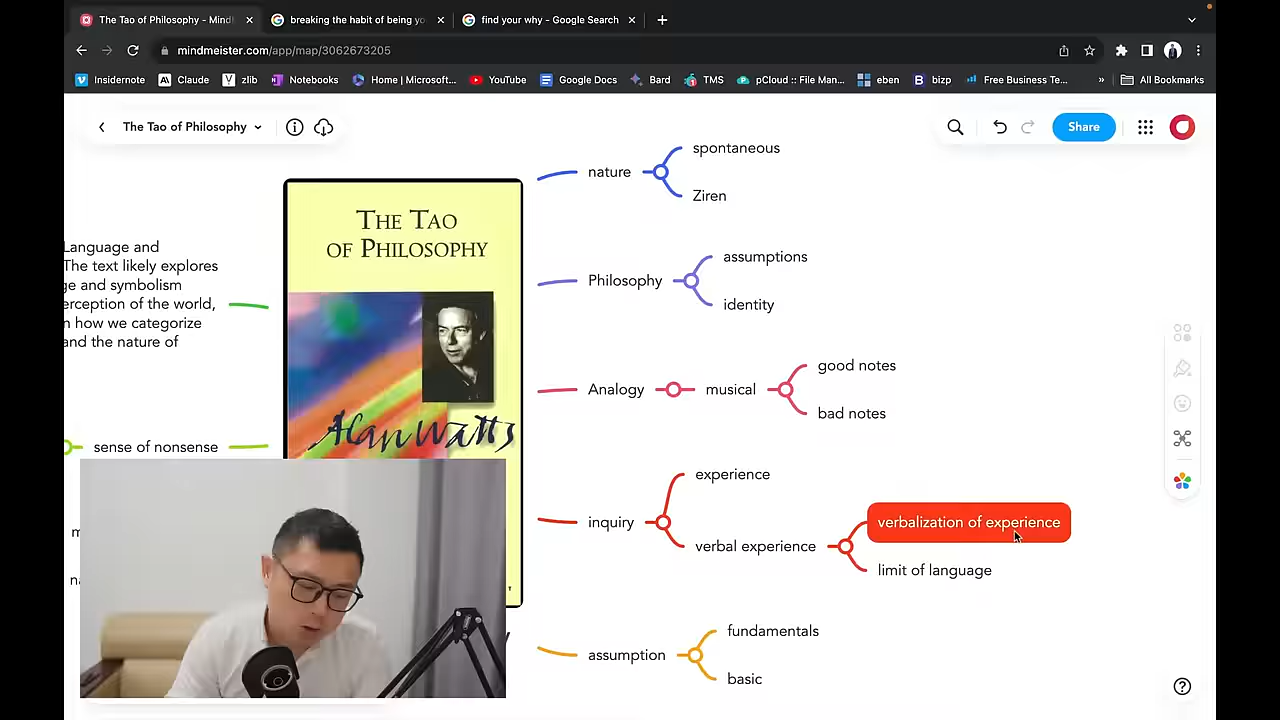 The Tao of Philosophy - Mind
breaking the habit of being yo
find your why - Google Search
mindmeister.com/app/map/3062673205
Insidernote
Claude
zlib
Notebooks
Home | Microsoft...
YouTube
Google Docs
Bard
TMS
pCloud :: File Man...
eben
bizp
Free Business Te...
»
All Bookmarks
The Tao of Philosophy
Share
Language and
The text likely explores
ge and symbolism
erception of the world,
n how we categorize
and the nature of
sense of nonsense
THE TAO
OF PHILOSOPHY
Alan Watts
nature
spontaneous
Ziren
Philosophy
assumptions
identity
Analogy
musical
good notes
bad notes
inquiry
experience
verbal experience
verbalization of experience
limit of language
assumption
fundamentals
basic